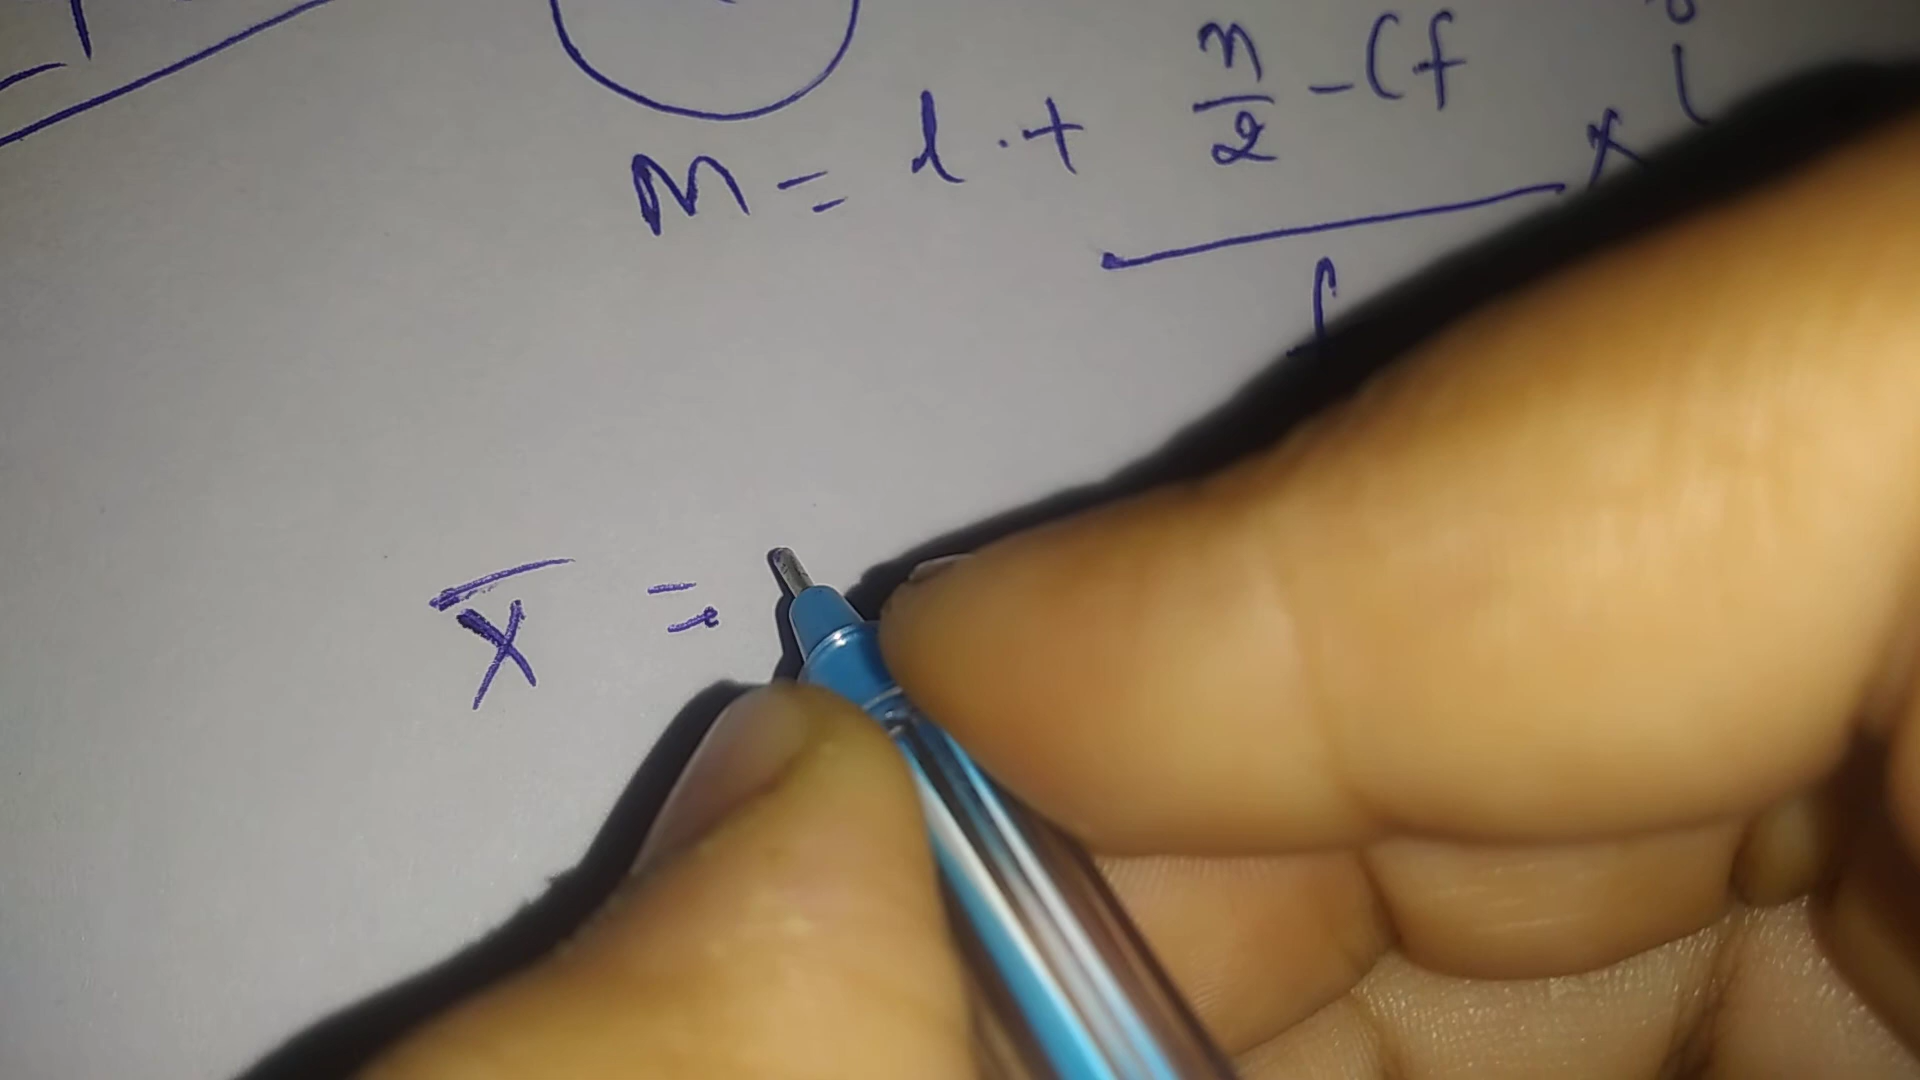 M = l + n/2 - Cf / f ×
X̄ =